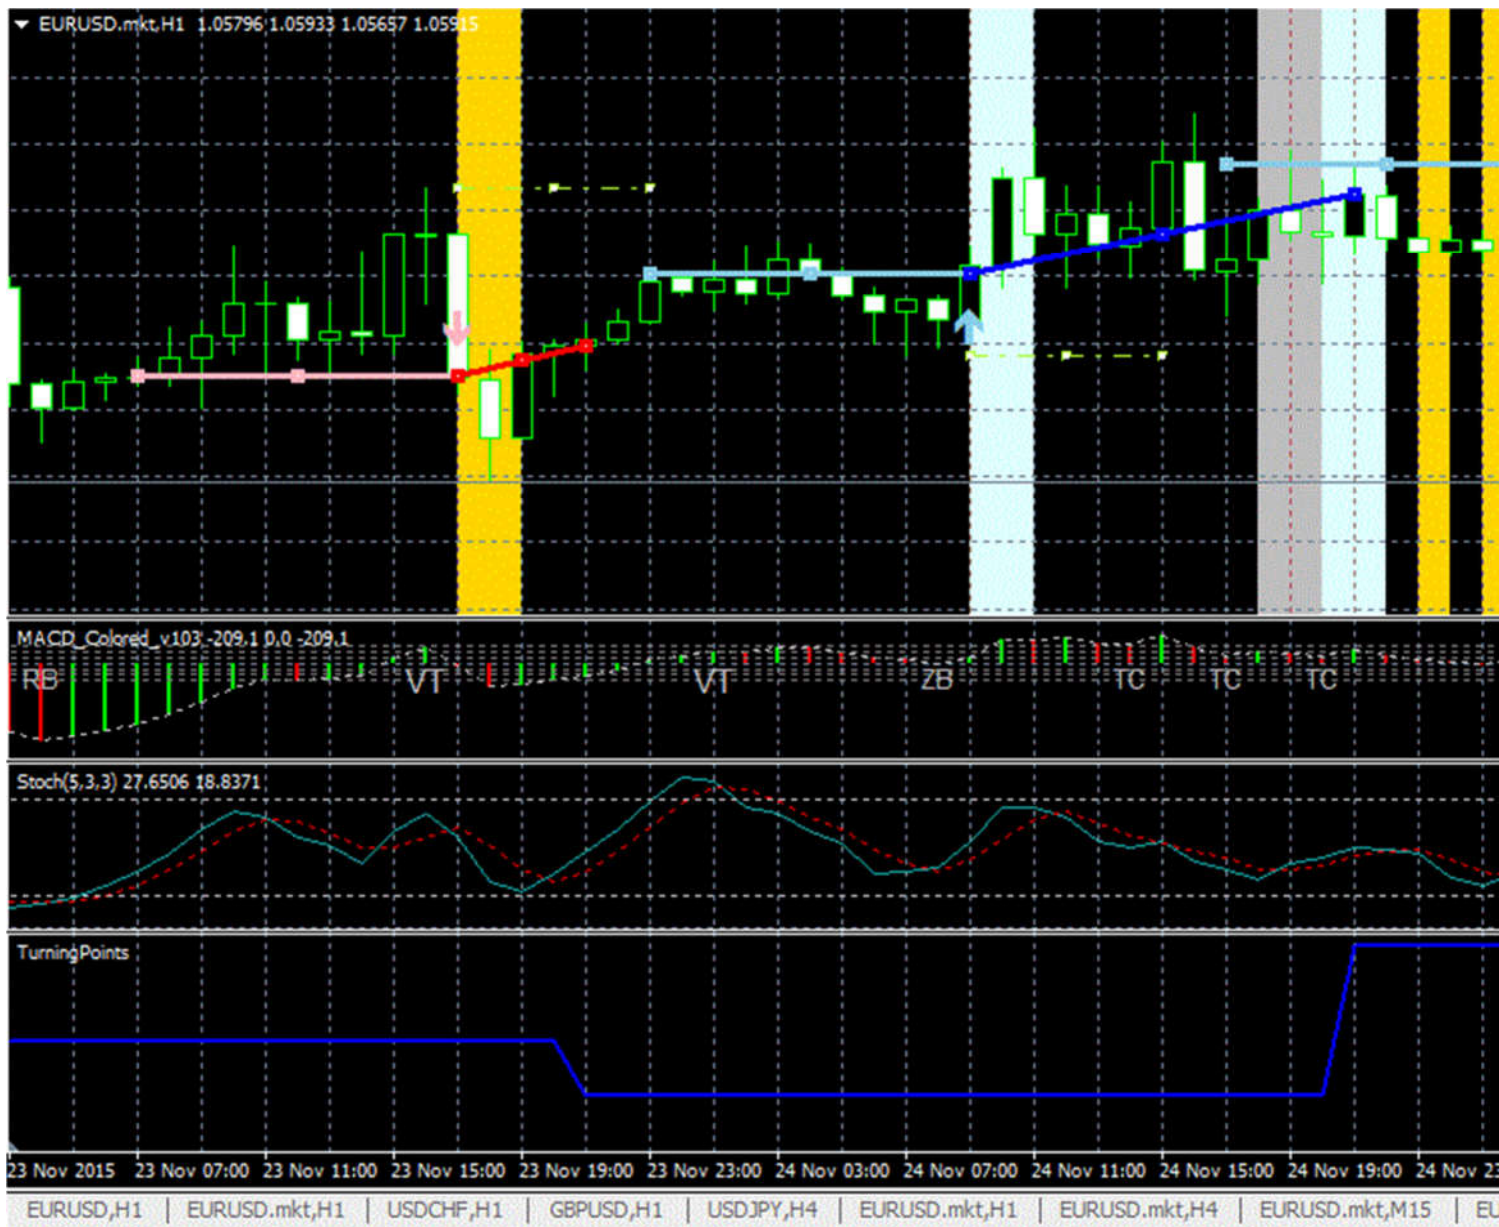 EURUSD.mkt,H1 1.05796 1.05933 1.05657 1.05915
MACD_Colored_v103 -209.1 0.0 -209.1
RB VT VT ZB TC TC TC
Stoch(5,3,3) 27.6506 18.8371
TurningPoints
23 Nov 2015 23 Nov 07:00 23 Nov 11:00 23 Nov 15:00 23 Nov 19:00 23 Nov 23:00 24 Nov 03:00 24 Nov 07:00 24 Nov 11:00 24 Nov 15:00 24 Nov 19:00 24 Nov 23
EURUSD,H1 | EURUSD.mkt,H1 | USDCHF,H1 | GBPUSD,H1 | USDJPY,H4 | EURUSD.mkt,H1 | EURUSD.mkt,H4 | EURUSD.mkt,M15 | EU